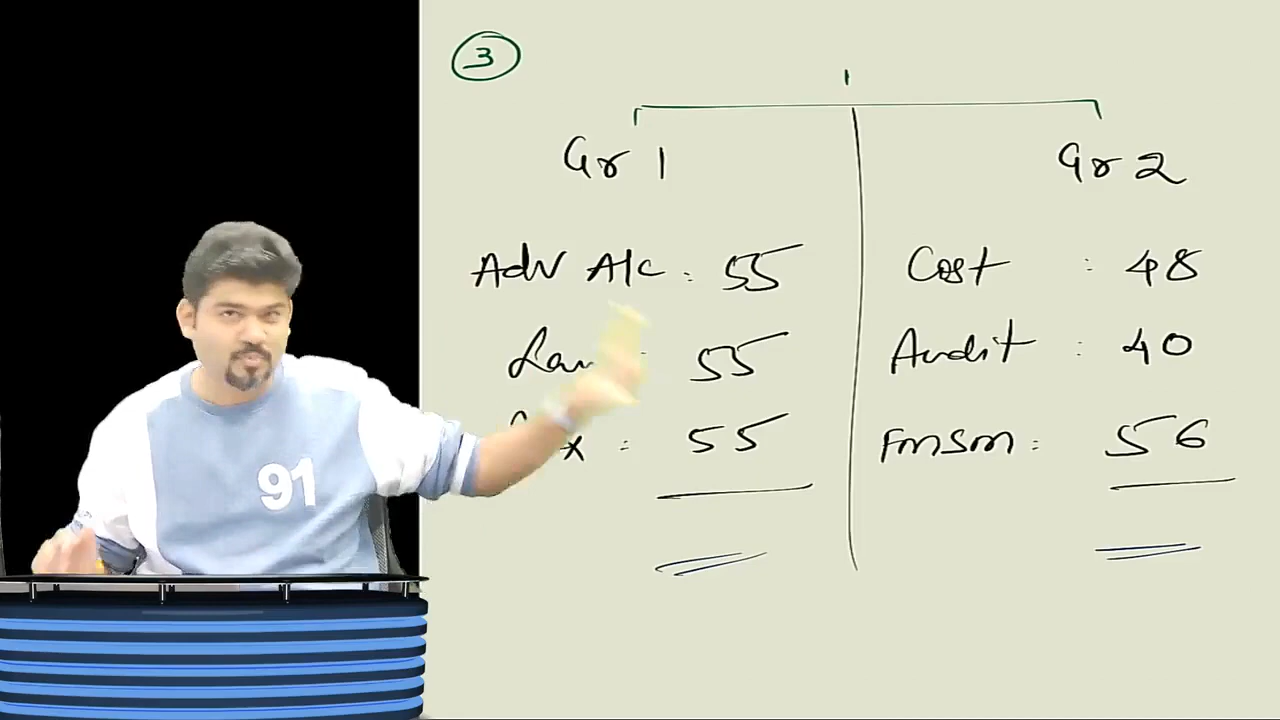 3
Gr 1
Gr 2
Adv A/c : 55
Cost : 48
55
Audit : 40
= 55
FMSM = 56
91